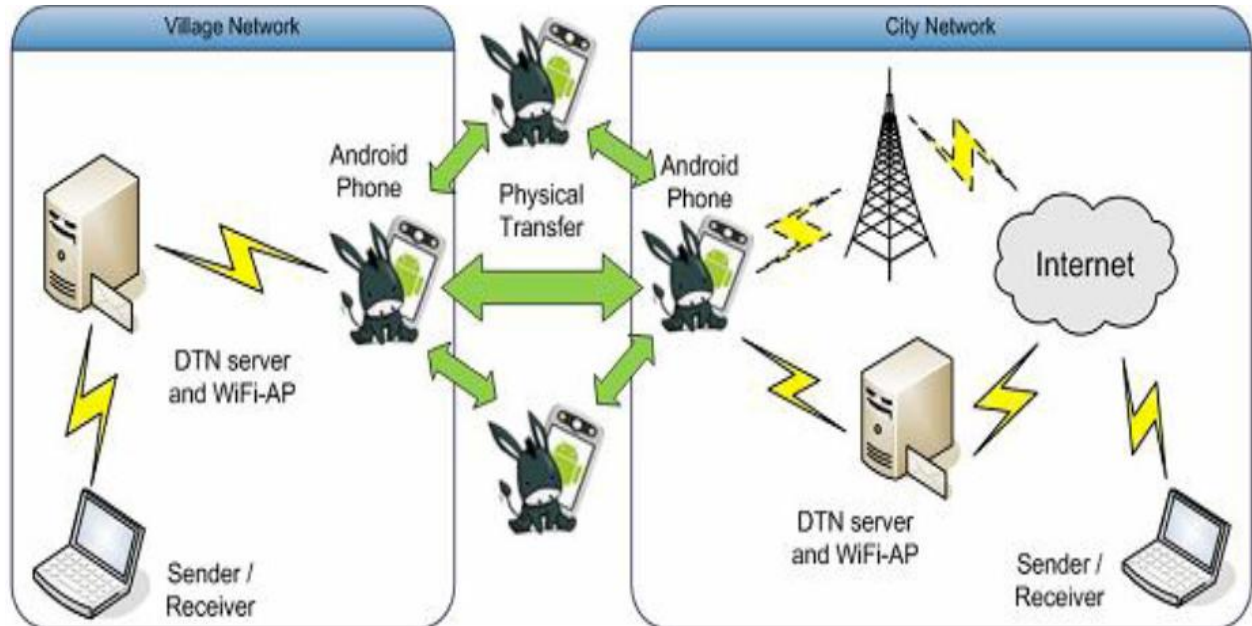 Village Network
City Network
Android
Phone
Physical
Transfer
Android
Phone
Internet
DTN server
and WiFi-AP
DTN server
and WiFi-AP
Sender /
Receiver
Sender /
Receiver